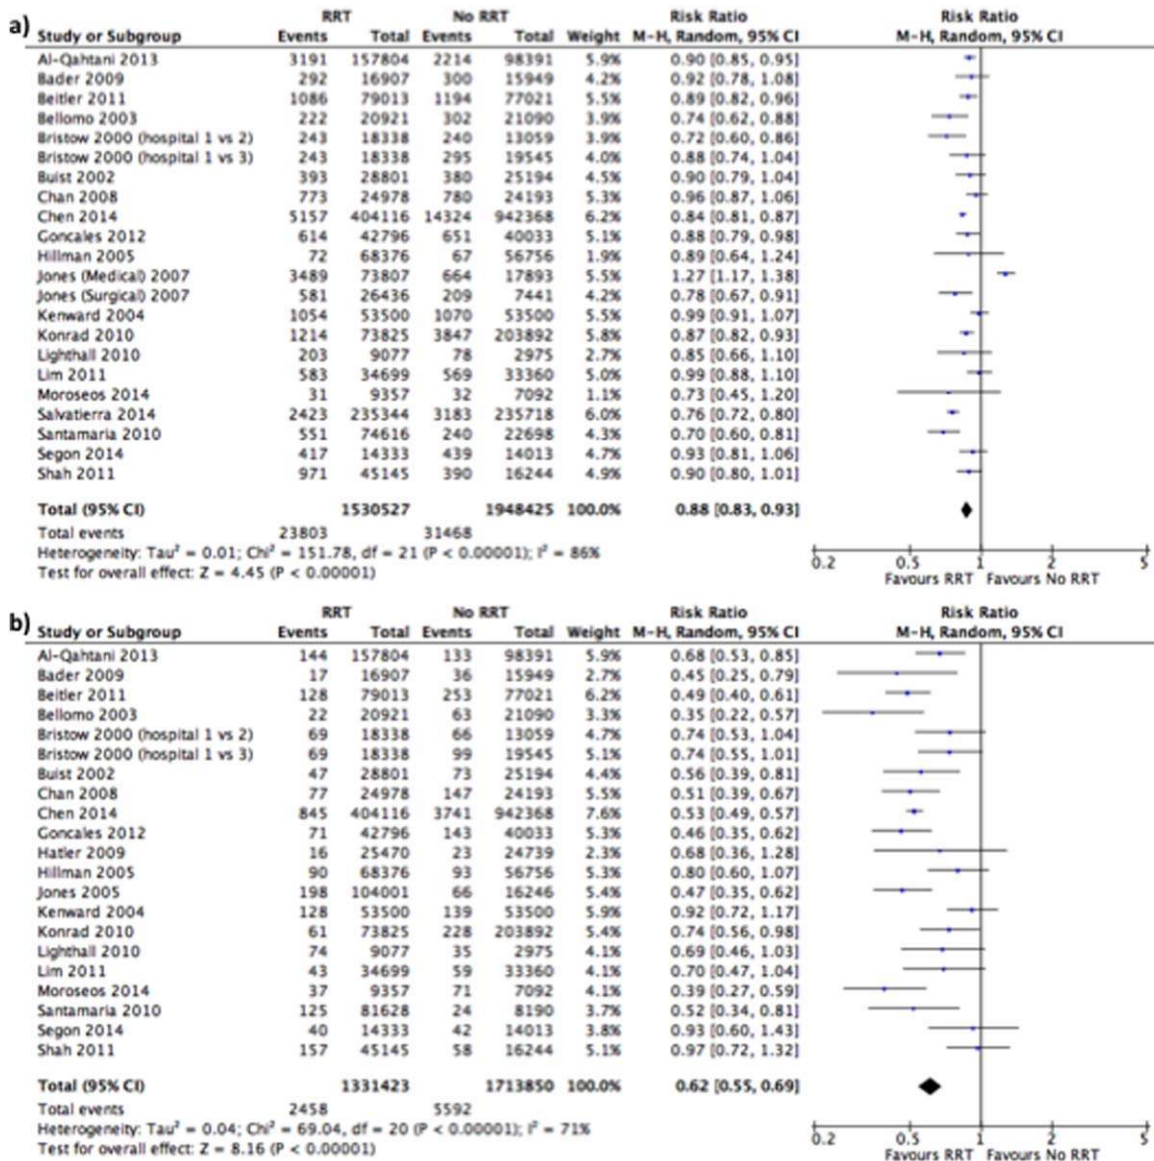 a)
RRT No RRT Risk Ratio Risk Ratio
Study or Subgroup Events Total Events Total Weight M-H, Random, 95% CI M-H, Random, 95% CI
Al-Qahtani 2013 3191 157804 2214 98391 5.9% 0.90 [0.85, 0.95]
Bader 2009 292 16907 300 15949 4.2% 0.92 [0.78, 1.08]
Beitler 2011 1086 79013 1194 77021 5.5% 0.89 [0.82, 0.96]
Bellomo 2003 222 20921 302 21090 3.9% 0.74 [0.62, 0.88]
Bristow 2000 (hospital 1 vs 2) 243 18338 240 13059 3.9% 0.72 [0.60, 0.86]
Bristow 2000 (hospital 1 vs 3) 243 18338 295 19545 4.0% 0.88 [0.74, 1.04]
Buist 2002 393 28801 380 25194 4.5% 0.90 [0.79, 1.04]
Chan 2008 773 24978 780 24193 5.3% 0.96 [0.87, 1.06]
Chen 2014 5157 404116 14324 942368 6.2% 0.84 [0.81, 0.87]
Goncales 2012 614 42796 651 40033 5.1% 0.88 [0.79, 0.98]
Hillman 2005 72 68376 67 56756 1.9% 0.89 [0.64, 1.24]
Jones (Medical) 2007 3489 73807 664 17893 5.5% 1.27 [1.17, 1.38]
Jones (Surgical) 2007 581 26436 209 7441 4.2% 0.78 [0.67, 0.91]
Kenward 2004 1054 53500 1070 53500 5.4% 0.99 [0.91, 1.07]
Konrad 2010 1214 73825 3847 203892 5.8% 0.87 [0.82, 0.93]
Lighthall 2010 203 9077 78 2975 2.7% 0.85 [0.66, 1.10]
Lim 2011 583 34699 569 33360 5.0% 0.99 [0.88, 1.10]
Moroseos 2014 31 9357 32 7092 1.1% 0.73 [0.45, 1.20]
Salvatierra 2014 2423 235344 3183 235718 6.0% 0.76 [0.72, 0.80]
Santamaria 2010 551 74616 240 22698 4.3% 0.70 [0.60, 0.81]
Segon 2014 417 14333 439 14013 4.7% 0.93 [0.81, 1.06]
Shah 2011 971 45145 390 16244 4.9% 0.90 [0.80, 1.01]
Total (95% CI) 1530527 1948425 100.0% 0.88 [0.83, 0.93]
Total events 23803 31468
Heterogeneity: Tau² = 0.01; Chi² = 151.78, df = 21 (P < 0.00001); I² = 86%
Test for overall effect: Z = 4.45 (P < 0.00001)
0.2 0.5 1 2 5
Favours RRT Favours No RRT
b)
RRT No RRT Risk Ratio Risk Ratio
Study or Subgroup Events Total Events Total Weight M-H, Random, 95% CI M-H, Random, 95% CI
Al-Qahtani 2013 144 157804 133 98391 5.9% 0.68 [0.53, 0.85]
Bader 2009 17 16907 36 15949 2.7% 0.45 [0.25, 0.79]
Beitler 2011 128 79013 253 77021 6.2% 0.49 [0.40, 0.61]
Bellomo 2003 22 20921 63 21090 3.3% 0.35 [0.22, 0.57]
Bristow 2000 (hospital 1 vs 2) 69 18338 66 13059 4.7% 0.74 [0.53, 1.04]
Bristow 2000 (hospital 1 vs 3) 69 18338 99 19545 5.1% 0.74 [0.55, 1.01]
Buist 2002 47 28801 73 25194 4.4% 0.56 [0.39, 0.81]
Chan 2008 77 24978 147 24193 5.3% 0.51 [0.39, 0.67]
Chen 2014 845 404116 3741 942368 7.6% 0.53 [0.49, 0.57]
Goncales 2012 71 42796 143 40033 5.3% 0.46 [0.35, 0.62]
Hatler 2009 16 25470 23 24739 2.3% 0.68 [0.36, 1.28]
Hillman 2005 90 68376 93 56756 5.3% 0.80 [0.60, 1.07]
Jones 2005 198 104001 66 16246 5.4% 0.47 [0.35, 0.62]
Kenward 2004 128 53500 139 53500 5.9% 0.92 [0.72, 1.17]
Konrad 2010 61 73825 228 203892 5.4% 0.74 [0.56, 0.98]
Lighthall 2010 74 9077 35 2975 4.1% 0.69 [0.46, 1.03]
Lim 2011 43 34699 59 33360 4.1% 0.70 [0.47, 1.04]
Moroseos 2014 37 9357 71 7092 4.1% 0.39 [0.27, 0.59]
Santamaria 2010 125 81628 24 8190 3.7% 0.52 [0.34, 0.81]
Segon 2014 40 14333 42 14013 3.8% 0.93 [0.60, 1.43]
Shah 2011 157 45145 58 16244 5.1% 0.97 [0.72, 1.32]
Total (95% CI) 1331423 1713850 100.0% 0.62 [0.55, 0.69]
Total events 2458 5592
Heterogeneity: Tau² = 0.04; Chi² = 69.04, df = 20 (P < 0.00001); I² = 71%
Test for overall effect: Z = 8.16 (P < 0.00001)
0.2 0.5 1 2 5
Favours RRT Favours No RRT